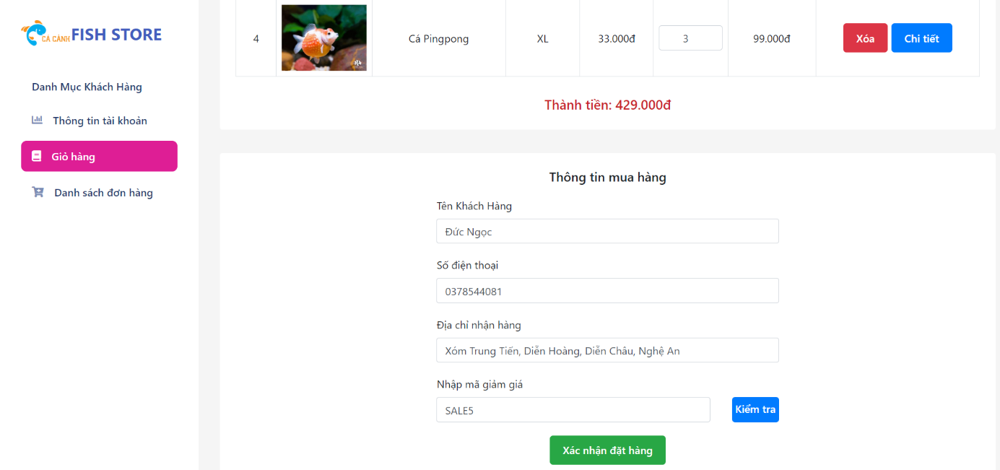 CÁ CẢNH FISH STORE
Danh Mục Khách Hàng
Thông tin tài khoản
Giỏ hàng
Danh sách đơn hàng
4 Cá Pingpong XL 33.000đ 3 99.000đ Xóa Chi tiết
Thành tiền: 429.000đ
Thông tin mua hàng
Tên Khách Hàng
Đức Ngọc
Số điện thoại
0378544081
Địa chỉ nhận hàng
Xóm Trung Tiến, Diễn Hoàng, Diễn Châu, Nghệ An
Nhập mã giảm giá
SALE5 Kiểm tra
Xác nhận đặt hàng